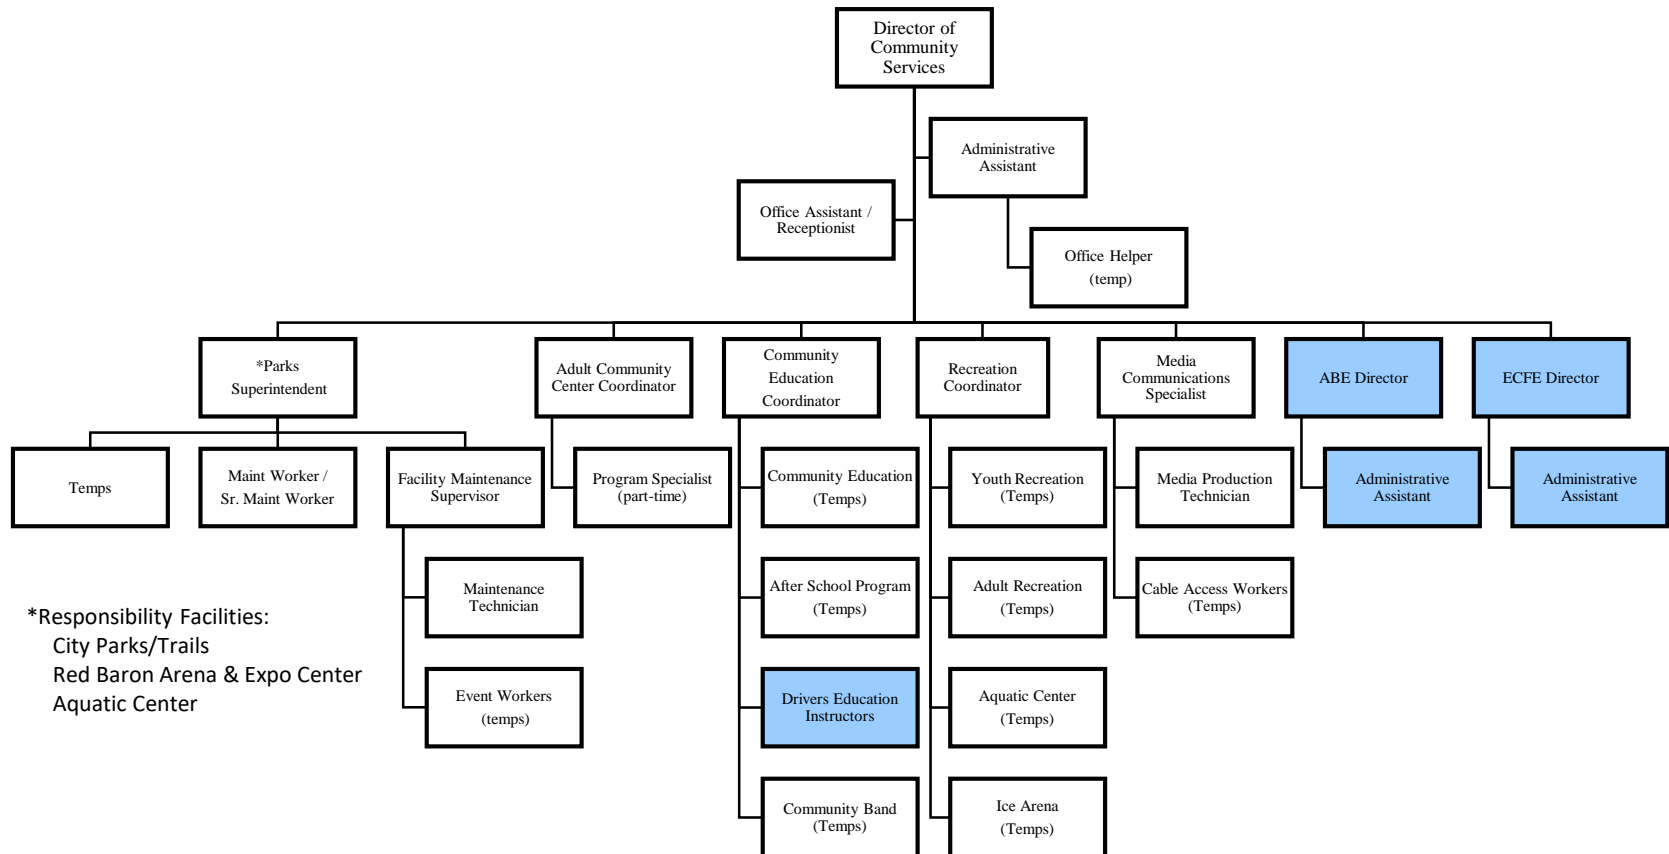 Director of
Community
Services
Administrative
Assistant
Office Assistant /
Receptionist
Office Helper
(temp)
*Parks
Superintendent
Adult Community
Center Coordinator
Community
Education
Coordinator
Recreation
Coordinator
Media
Communications
Specialist
ABE Director
ECFE Director
Temps
Maint Worker /
Sr. Maint Worker
Facility Maintenance
Supervisor
Program Specialist
(part-time)
Community Education
(Temps)
Youth Recreation
(Temps)
Media Production
Technician
Administrative
Assistant
Administrative
Assistant
Maintenance
Technician
After School Program
(Temps)
Adult Recreation
(Temps)
Cable Access Workers
(Temps)
*Responsibility Facilities:
City Parks/Trails
Red Baron Arena & Expo Center
Aquatic Center
Event Workers
(temps)
Drivers Education
Instructors
Aquatic Center
(Temps)
Community Band
(Temps)
Ice Arena
(Temps)